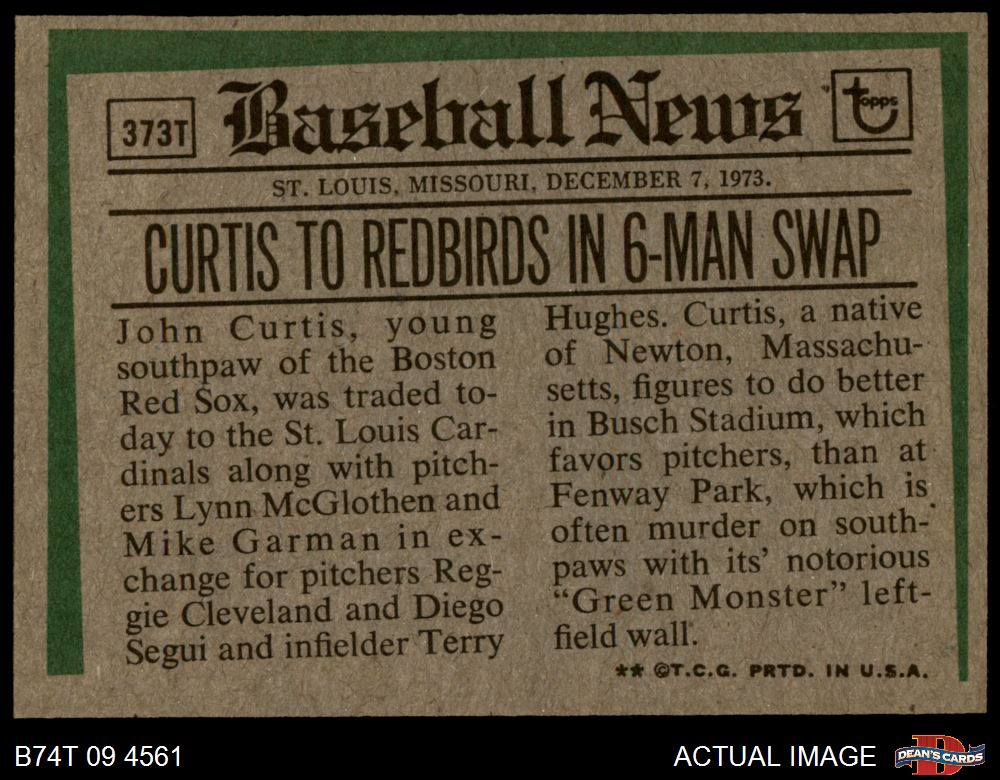 373T
Baseball News
topps
ST. LOUIS, MISSOURI, DECEMBER 7, 1973.
CURTIS TO REDBIRDS IN 6-MAN SWAP
John Curtis, young
southpaw of the Boston
Red Sox, was traded to-
day to the St. Louis Car-
dinals along with pitch-
ers Lynn McGlothen and
Mike Garman in ex-
change for pitchers Reg-
gie Cleveland and Diego
Segui and infielder Terry
Hughes. Curtis, a native
of Newton, Massachu-
setts, figures to do better
in Busch Stadium, which
favors pitchers, than at
Fenway Park, which is
often murder on south-
paws with its’ notorious
“Green Monster” left-
field wall.
** ©T.C.G. PRTD. IN U.S.A.
B74T 09 4561
ACTUAL IMAGE
D
DEAN'S CARDS